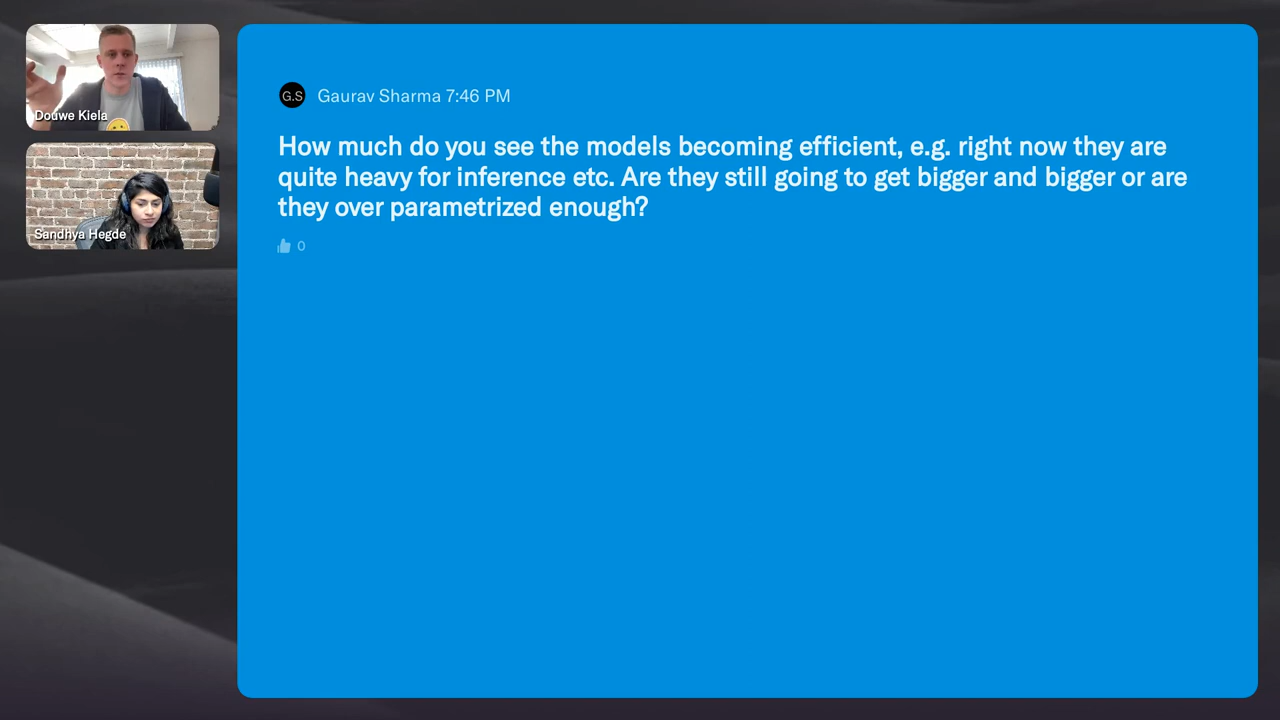 Douwe Kiela
Sandhya Hegde
G.S
Gaurav Sharma 7:46 PM
How much do you see the models becoming efficient, e.g. right now they are
quite heavy for inference etc. Are they still going to get bigger and bigger or are
they over parametrized enough?
0